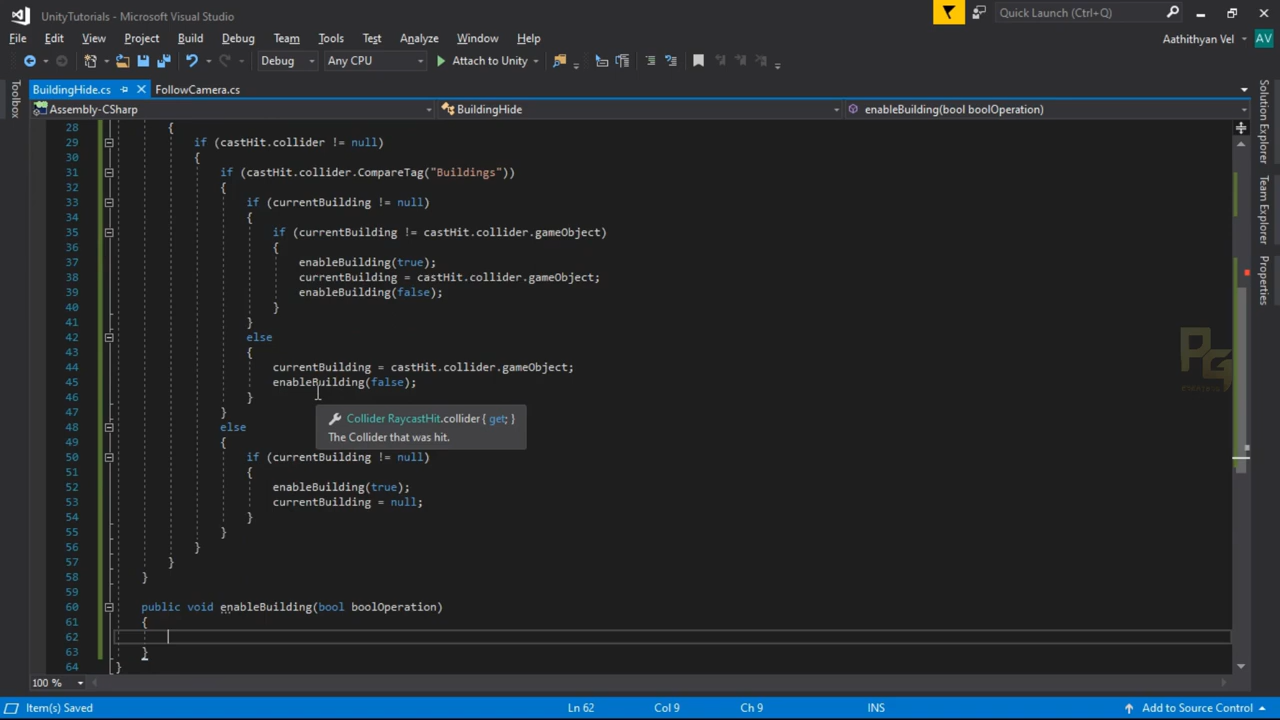 UnityTutorials - Microsoft Visual Studio
Quick Launch (Ctrl+Q)
File Edit View Project Build Debug Team Tools Test Analyze Window Help
Aathithyan Vel AV
Debug Any CPU Attach to Unity
BuildingHide.cs FollowCamera.cs
Assembly-CSharp BuildingHide enableBuilding(bool boolOperation)
Toolbox
Solution Explorer
Team Explorer
Properties
28 {
29 if (castHit.collider != null)
30 {
31 if (castHit.collider.CompareTag("Buildings"))
32 {
33 if (currentBuilding != null)
34 {
35 if (currentBuilding != castHit.collider.gameObject)
36 {
37 enableBuilding(true);
38 currentBuilding = castHit.collider.gameObject;
39 enableBuilding(false);
40 }
41 }
42 else
43 {
44 currentBuilding = castHit.collider.gameObject;
45 enableBuilding(false);
46 }
47 }
48 else
49 {
50 if (currentBuilding != null)
51 {
52 enableBuilding(true);
53 currentBuilding = null;
54 }
55 }
56 }
57 }
58 }
59
60 public void enableBuilding(bool boolOperation)
61 {
62
63 }
64 }
Collider RaycastHit.collider { get; }
The Collider that was hit.
PG
100 %
Item(s) Saved Ln 62 Col 9 Ch 9 INS Add to Source Control